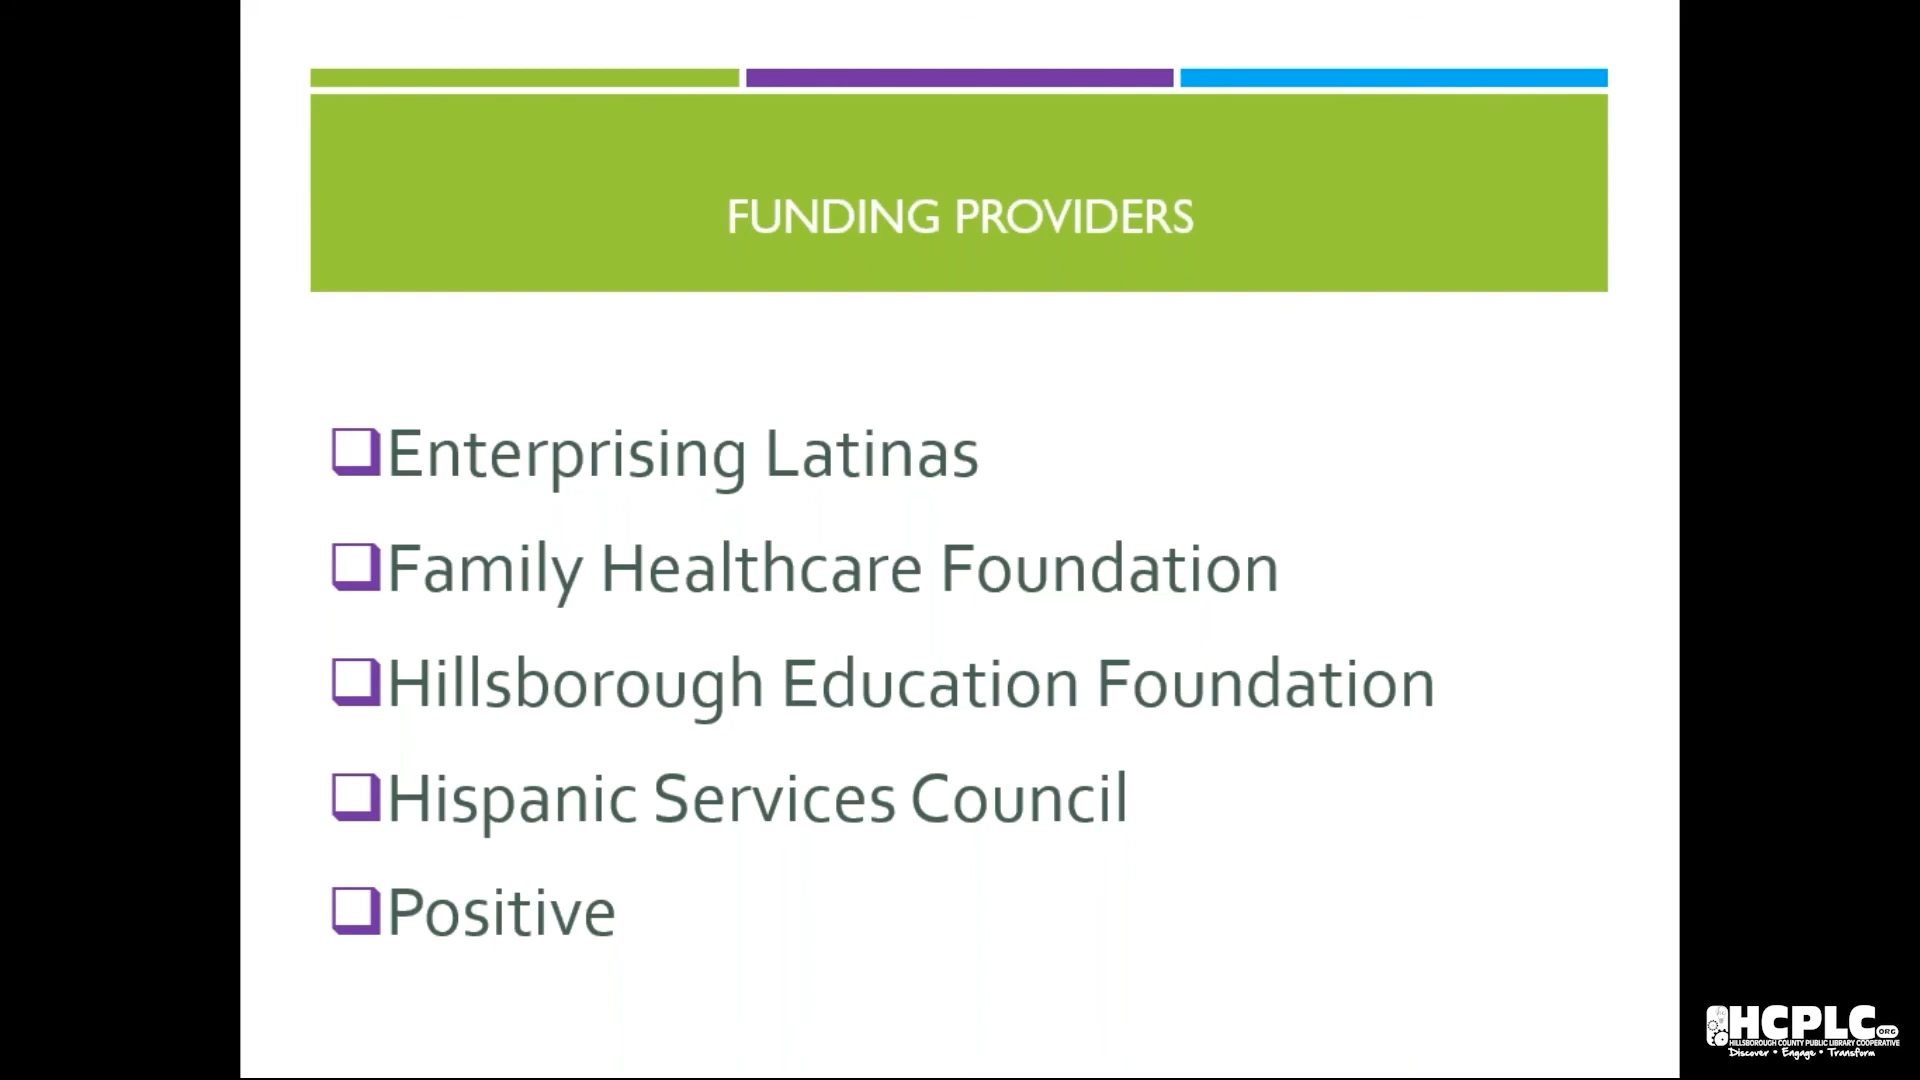 FUNDING PROVIDERS
Enterprising Latinas
Family Healthcare Foundation
Hillsborough Education Foundation
Hispanic Services Council
Positive
HCPLC ORG
HILLSBOROUGH COUNTY PUBLIC LIBRARY COOPERATIVE
Discover • Engage • Transform